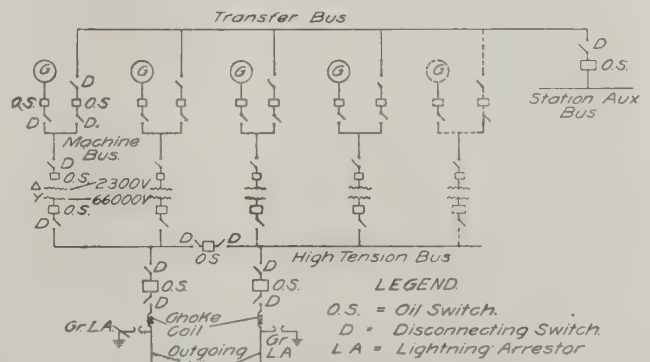 Transfer Bus
G G G G G
D
D
O.S.
O.S. O.S
D D.
Station Aux
Bus
Machine
Bus.
D
O.S.
Δ 2300V
Y 66000V
O.S.
D
D D
O.S
High Tension Bus
D D
O.S. O.S.
D D
LEGEND.
O.S. = Oil Switch.
D = Disconnecting Switch
L A = Lightning Arrestor
Choke
Coil
Gr. L.A.
Gr
L A
Outgoing